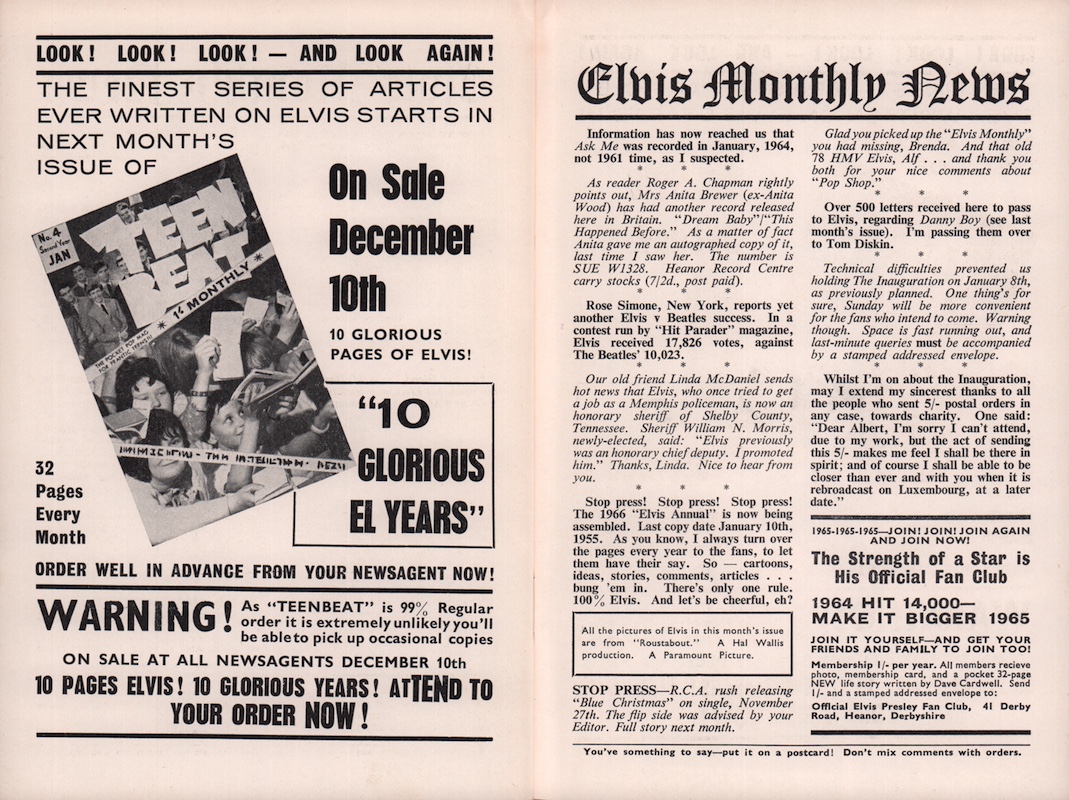 LOOK! LOOK! LOOK! — AND LOOK AGAIN!
THE FINEST SERIES OF ARTICLES
EVER WRITTEN ON ELVIS STARTS IN
NEXT MONTH'S
ISSUE OF
No. 4
Second Year
JAN
TEEN
BEAT
* 1/- MONTHLY *
THE POCKET POP MAG
FOR FRANTIC TEENS!!!
On Sale
December
10th
10 GLORIOUS
PAGES OF ELVIS!
"10
GLORIOUS
EL YEARS"
32
Pages
Every
Month
ORDER WELL IN ADVANCE FROM YOUR NEWSAGENT NOW!
WARNING! As "TEENBEAT" is 99% Regular
order it is extremely unlikely you'll
be able to pick up occasional copies
ON SALE AT ALL NEWSAGENTS DECEMBER 10th
10 PAGES ELVIS! 10 GLORIOUS YEARS! ATTEND TO
YOUR ORDER NOW!
Elvis Monthly News
Information has now reached us that
Ask Me was recorded in January, 1964,
not 1961 time, as I suspected.
* * *
As reader Roger A. Chapman rightly
points out, Mrs Anita Brewer (ex-Anita
Wood) has had another record released
here in Britain. "Dream Baby"/"This
Happened Before." As a matter of fact
Anita gave me an autographed copy of it,
last time I saw her. The number is
SUE W1328. Heanor Record Centre
carry stocks (7/2d., post paid).
* * *
Rose Simone, New York, reports yet
another Elvis v Beatles success. In a
contest run by "Hit Parader" magazine,
Elvis received 17,826 votes, against
The Beatles' 10,023.
* * *
Our old friend Linda McDaniel sends
hot news that Elvis, who once tried to get
a job as a Memphis policeman, is now an
honorary sheriff of Shelby County,
Tennessee. Sheriff William N. Morris,
newly-elected, said: "Elvis previously
was an honorary chief deputy. I promoted
him." Thanks, Linda. Nice to hear from
you.
* * *
Stop press! Stop press! Stop press!
The 1966 "Elvis Annual" is now being
assembled. Last copy date January 10th,
1955. As you know, I always turn over
the pages every year to the fans, to let
them have their say. So — cartoons,
ideas, stories, comments, articles . . .
bung 'em in. There's only one rule.
100% Elvis. And let's be cheerful, eh?
All the pictures of Elvis in this month's issue
are from "Roustabout." A Hal Wallis
production. A Paramount Picture.
STOP PRESS—R.C.A. rush releasing
"Blue Christmas" on single, November
27th. The flip side was advised by your
Editor. Full story next month.
Glad you picked up the "Elvis Monthly"
you had missing, Brenda. And that old
78 HMV Elvis, Alf . . . and thank you
both for your nice comments about
"Pop Shop."
* * *
Over 500 letters received here to pass
to Elvis, regarding Danny Boy (see last
month's issue). I'm passing them over
to Tom Diskin.
* * *
Technical difficulties prevented us
holding The Inauguration on January 8th,
as previously planned. One thing's for
sure, Sunday will be more convenient
for the fans who intend to come. Warning
though. Space is fast running out, and
last-minute queries must be accompanied
by a stamped addressed envelope.
* * *
Whilst I'm on about the Inauguration,
may I extend my sincerest thanks to all
the people who sent 5/- postal orders in
any case, towards charity. One said:
"Dear Albert, I'm sorry I can't attend,
due to my work, but the act of sending
this 5/- makes me feel I shall be there in
spirit; and of course I shall be able to be
closer than ever and with you when it is
rebroadcast on Luxembourg, at a later
date."
1965-1965-1965—JOIN! JOIN! JOIN AGAIN
AND JOIN NOW!
The Strength of a Star is
His Official Fan Club
1964 HIT 14,000—
MAKE IT BIGGER 1965
JOIN IT YOURSELF—AND GET YOUR
FRIENDS AND FAMILY TO JOIN TOO!
Membership 1/- per year. All members recieve
photo, membership card, and a pocket 32-page
NEW life story written by Dave Cardwell. Send
1/- and a stamped addressed envelope to:
Official Elvis Presley Fan Club, 41 Derby
Road, Heanor, Derbyshire
You've something to say—put it on a postcard! Don't mix comments with orders.